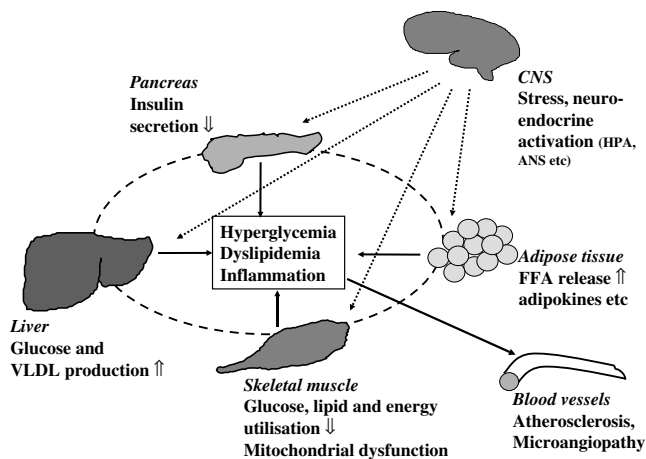 Pancreas
Insulin
secretion ⇓
CNS
Stress, neuro-
endocrine
activation (HPA,
ANS etc)
Hyperglycemia
Dyslipidemia
Inflammation
Adipose tissue
FFA release ⇑
adipokines etc
Liver
Glucose and
VLDL production ⇑
Skeletal muscle
Glucose, lipid and energy
utilisation ⇓
Mitochondrial dysfunction
Blood vessels
Atherosclerosis,
Microangiopathy